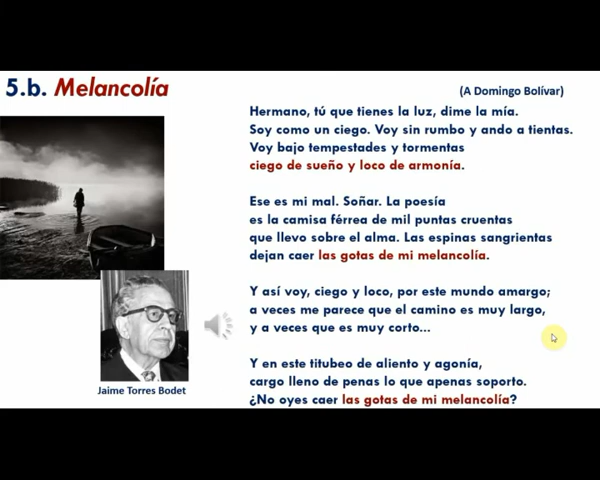 5.b. Melancolía
(A Domingo Bolívar)
Hermano, tú que tienes la luz, dime la mía.
Soy como un ciego. Voy sin rumbo y ando a tientas.
Voy bajo tempestades y tormentas
ciego de sueño y loco de armonía.
Ese es mi mal. Soñar. La poesía
es la camisa férrea de mil puntas cruentas
que llevo sobre el alma. Las espinas sangrientas
dejan caer las gotas de mi melancolía.
Y así voy, ciego y loco, por este mundo amargo;
a veces me parece que el camino es muy largo,
y a veces que es muy corto...
Y en este titubeo de aliento y agonía,
cargo lleno de penas lo que apenas soporto.
¿No oyes caer las gotas de mi melancolía?
Jaime Torres Bodet